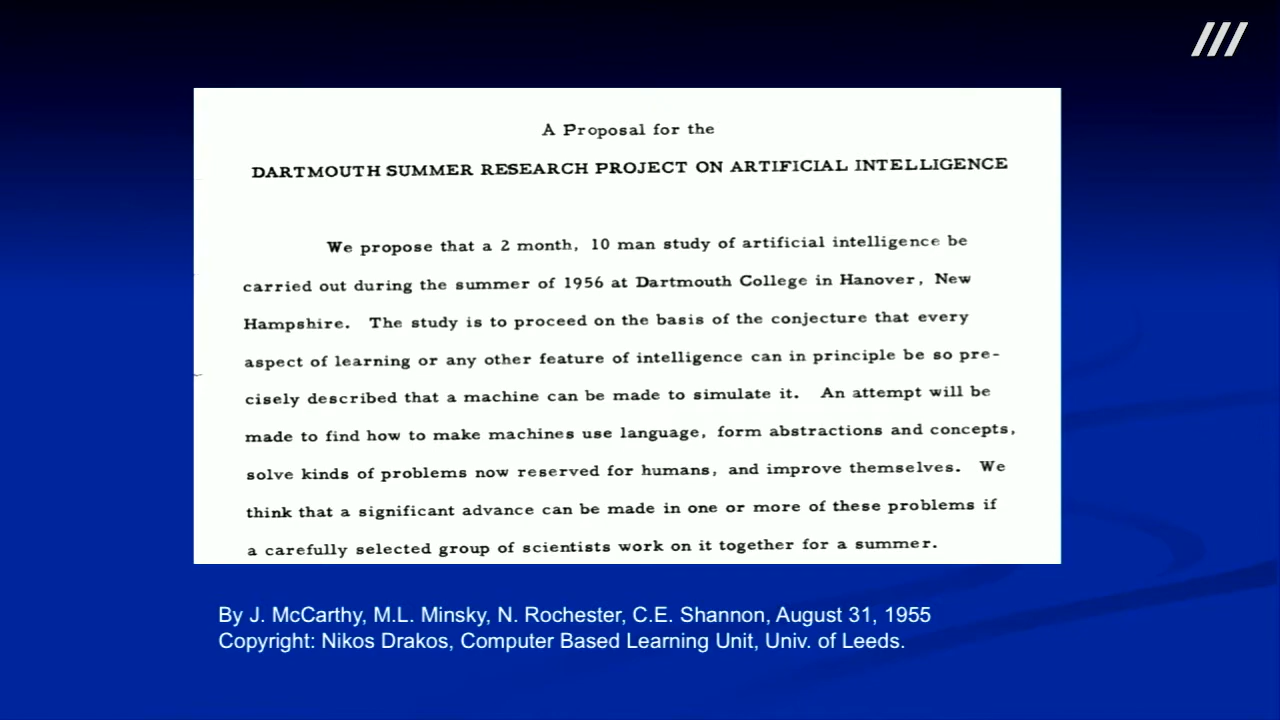 A Proposal for the
DARTMOUTH SUMMER RESEARCH PROJECT ON ARTIFICIAL INTELLIGENCE
We propose that a 2 month, 10 man study of artificial intelligence be
carried out during the summer of 1956 at Dartmouth College in Hanover, New
Hampshire. The study is to proceed on the basis of the conjecture that every
aspect of learning or any other feature of intelligence can in principle be so pre-
cisely described that a machine can be made to simulate it. An attempt will be
made to find how to make machines use language, form abstractions and concepts,
solve kinds of problems now reserved for humans, and improve themselves. We
think that a significant advance can be made in one or more of these problems if
a carefully selected group of scientists work on it together for a summer.
By J. McCarthy, M.L. Minsky, N. Rochester, C.E. Shannon, August 31, 1955
Copyright: Nikos Drakos, Computer Based Learning Unit, Univ. of Leeds.